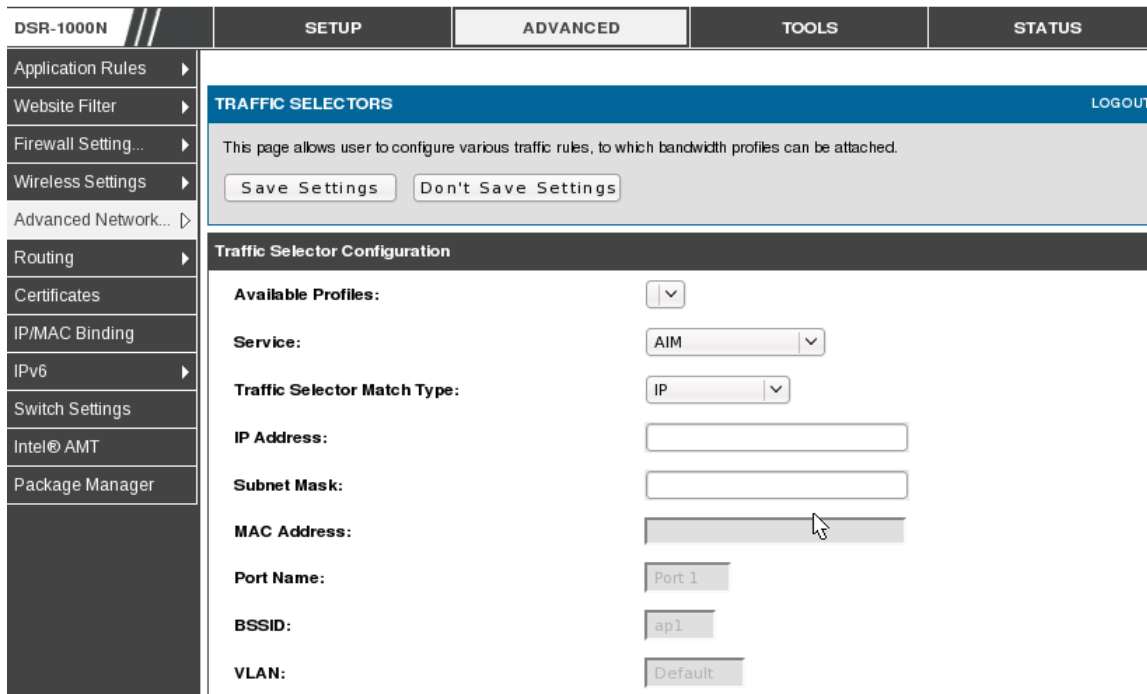 DSR-1000N
SETUP
ADVANCED
TOOLS
STATUS
Application Rules
Website Filter
Firewall Setting...
Wireless Settings
Advanced Network...
Routing
Certificates
IP/MAC Binding
IPv6
Switch Settings
Intel® AMT
Package Manager
TRAFFIC SELECTORS
LOGOUT
This page allows user to configure various traffic rules, to which bandwidth profiles can be attached.
Save Settings
Don't Save Settings
Traffic Selector Configuration
Available Profiles:
Service: AIM
Traffic Selector Match Type: IP
IP Address:
Subnet Mask:
MAC Address:
Port Name: Port 1
BSSID: ap1
VLAN: Default